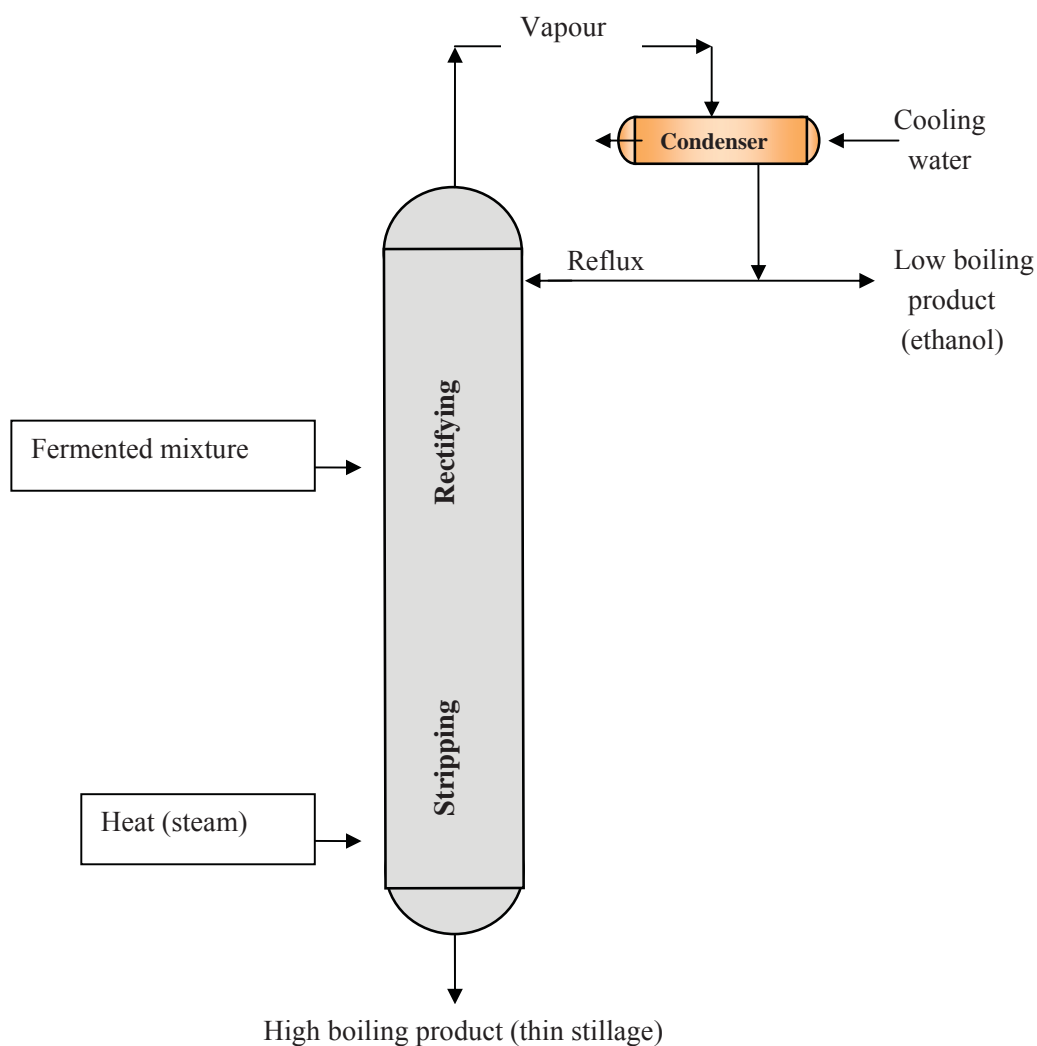 Vapour
Cooling
water
Condenser
Reflux
Low boiling
product
(ethanol)
Rectifying
Fermented mixture
Stripping
Heat (steam)
High boiling product (thin stillage)